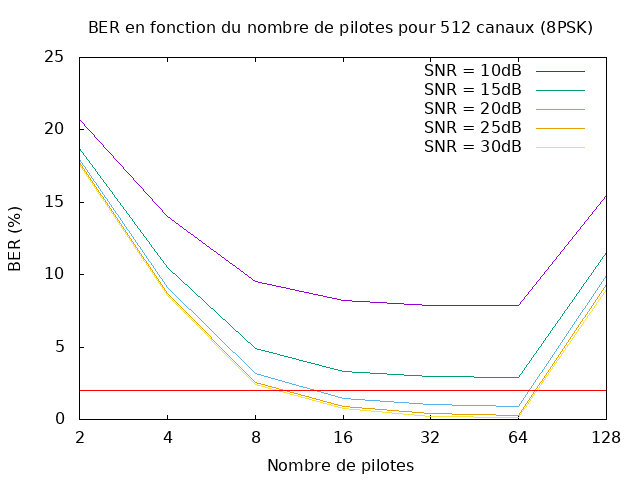 BER en fonction du nombre de pilotes pour 512 canaux (8PSK)
25
20
15
10
5
0
BER (%)
SNR = 10dB
SNR = 15dB
SNR = 20dB
SNR = 25dB
SNR = 30dB
2 4 8 16 32 64 128
Nombre de pilotes